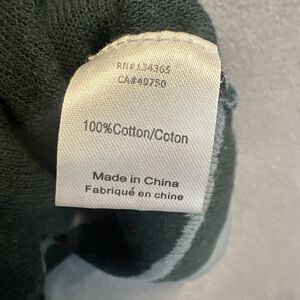 RN#134365
CA#40750
100%Cotton/Coton
Made in China
Fabriqué en chine